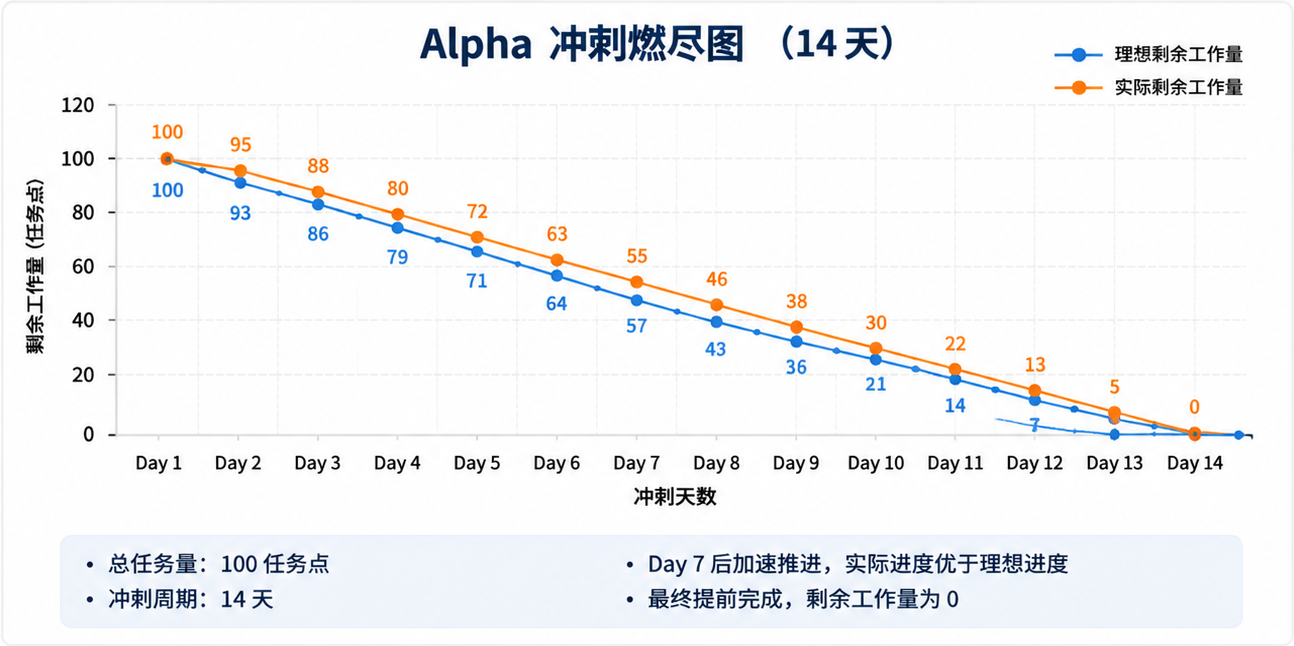 Alpha 冲刺燃尽图 （14 天）
理想剩余工作量
实际剩余工作量
剩余工作量 (任务点)
120
100
80
60
40
20
0
100
95
88
80
72
63
55
46
38
30
22
13
5
0
100
93
86
79
71
64
57
43
36
21
14
7
Day 1
Day 2
Day 3
Day 4
Day 5
Day 6
Day 7
Day 8
Day 9
Day 10
Day 11
Day 12
Day 13
Day 14
冲刺天数
• 总任务量：100 任务点
• 冲刺周期：14 天
• Day 7 后加速推进，实际进度优于理想进度
• 最终提前完成，剩余工作量为 0